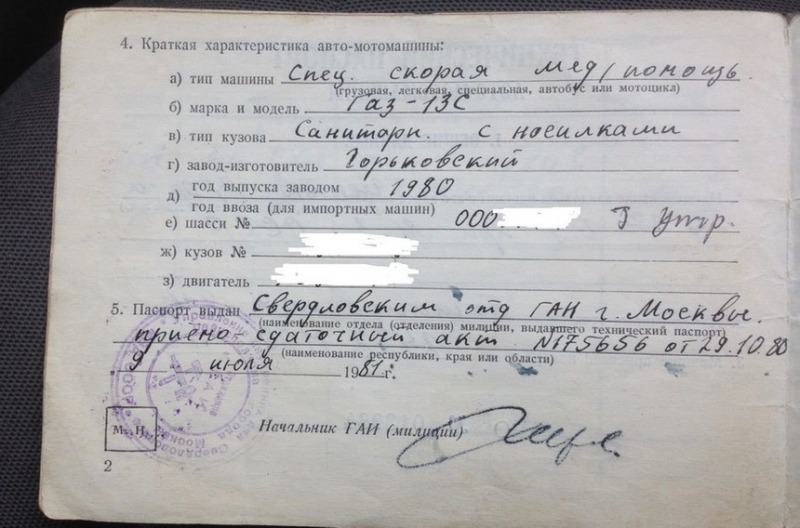 4. Краткая характеристика авто-мотомашины:
а) тип машины Спец. скорая мед/помощь
(грузовая, легковая, специальная, автобус или мотоцикл)
б) марка и модель Газ-13С
в) тип кузова Санитарн. с носилками
г) завод-изготовитель Горьковский
д) год выпуска заводом 1980
год ввоза (для импортных машин)
е) шасси № 000
ж) кузов №
з) двигатель
5. Паспорт выдан Свердловским отд ГАИ г. Москвы.
(наименование отдела (отделения) милиции, выдавшего технический паспорт)
приемо сдаточный акт N175656 от 29.10.80
(наименование республики, края или области)
9 июля 1981 г.
М. П.
Начальник ГАИ (милиции)
2